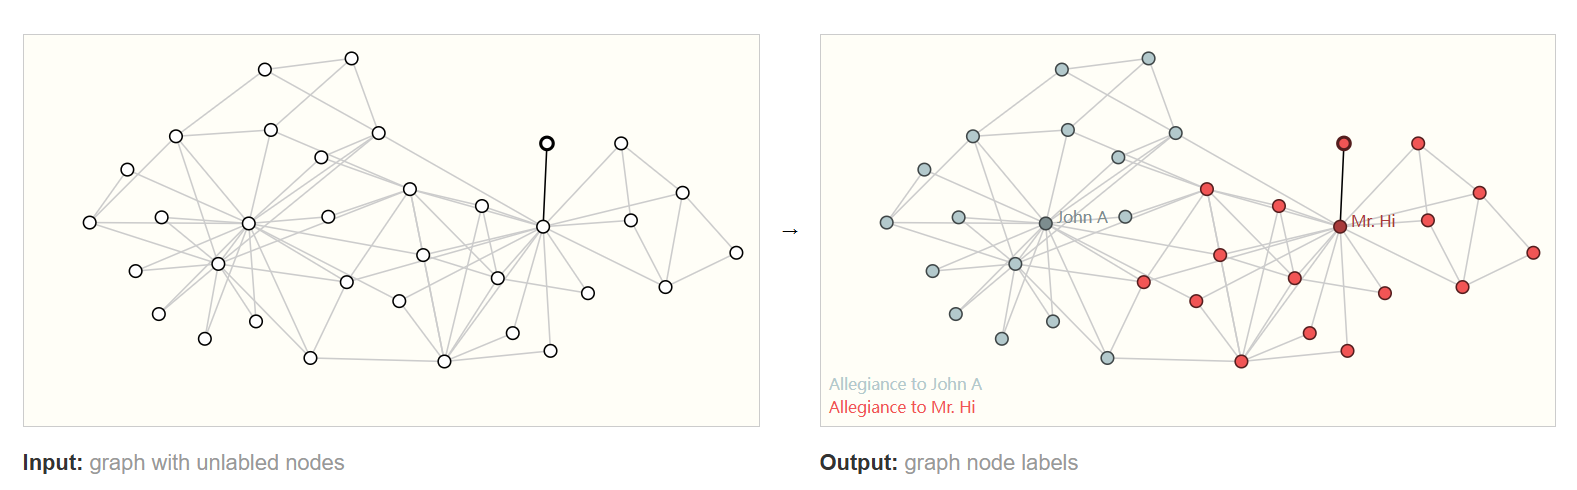 John A
Mr. Hi
→
Allegiance to John A
Allegiance to Mr. Hi
Input: graph with unlabled nodes
Output: graph node labels